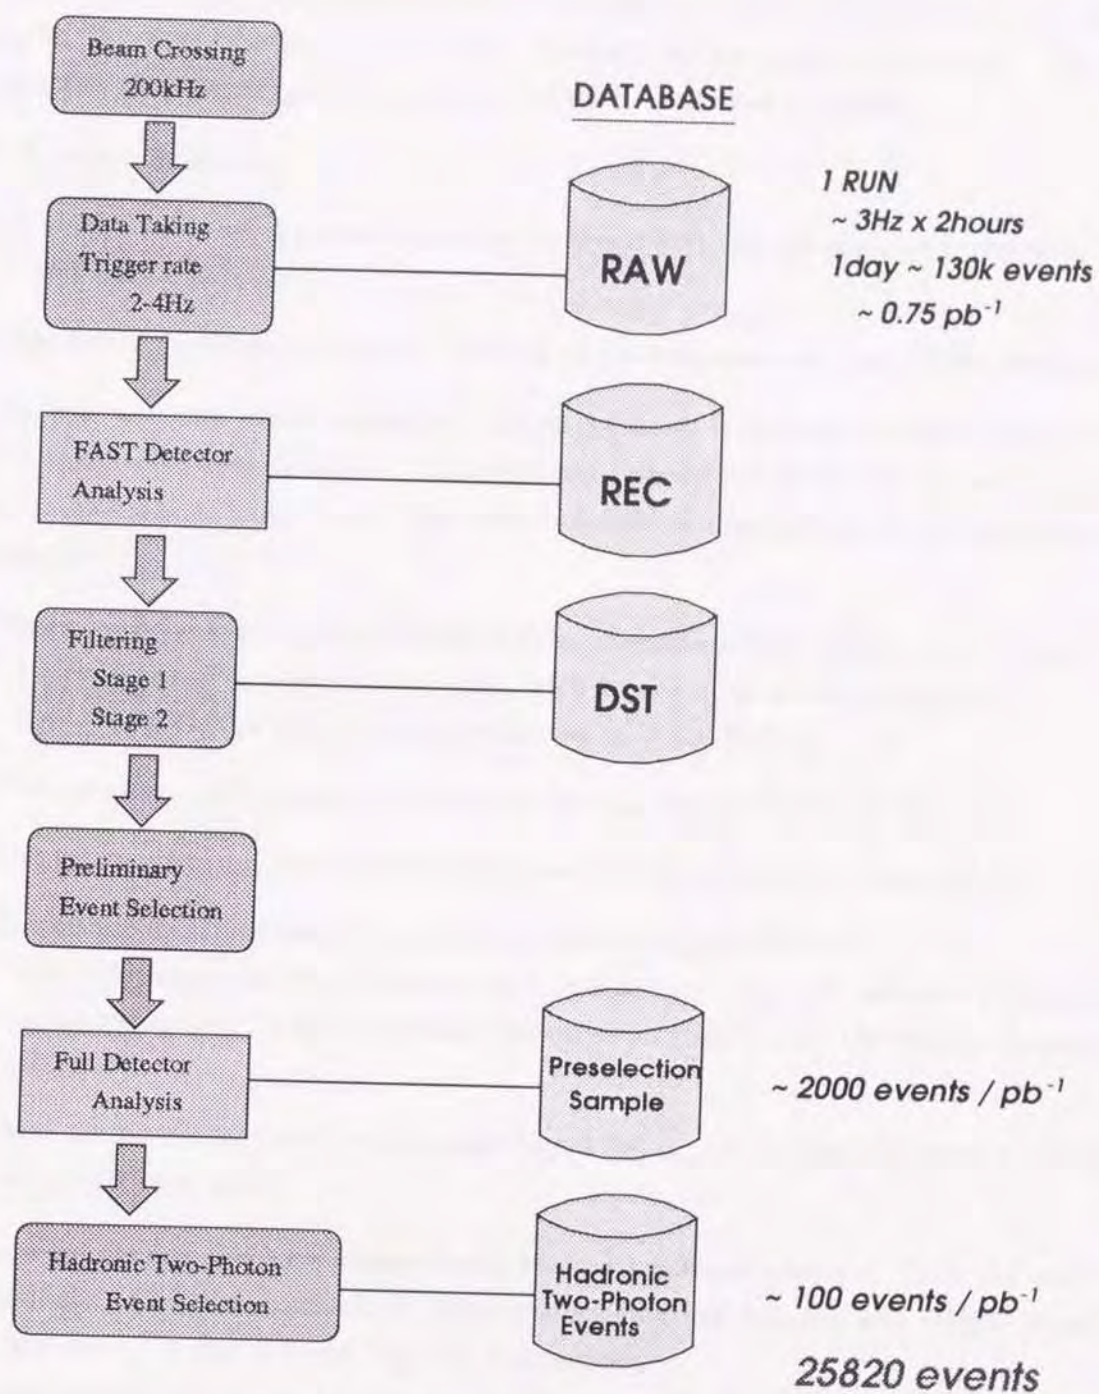 Beam Crossing
200kHz
DATABASE
Data Taking
Trigger rate
2-4Hz
RAW
1 RUN
~ 3Hz x 2hours
1day ~ 130k events
~ 0.75 pb⁻¹
FAST Detector
Analysis
REC
Filtering
Stage 1
Stage 2
DST
Preliminary
Event Selection
Full Detector
Analysis
Preselection
Sample
~ 2000 events / pb⁻¹
Hadronic Two-Photon
Event Selection
Hadronic
Two-Photon
Events
~ 100 events / pb⁻¹
25820 events